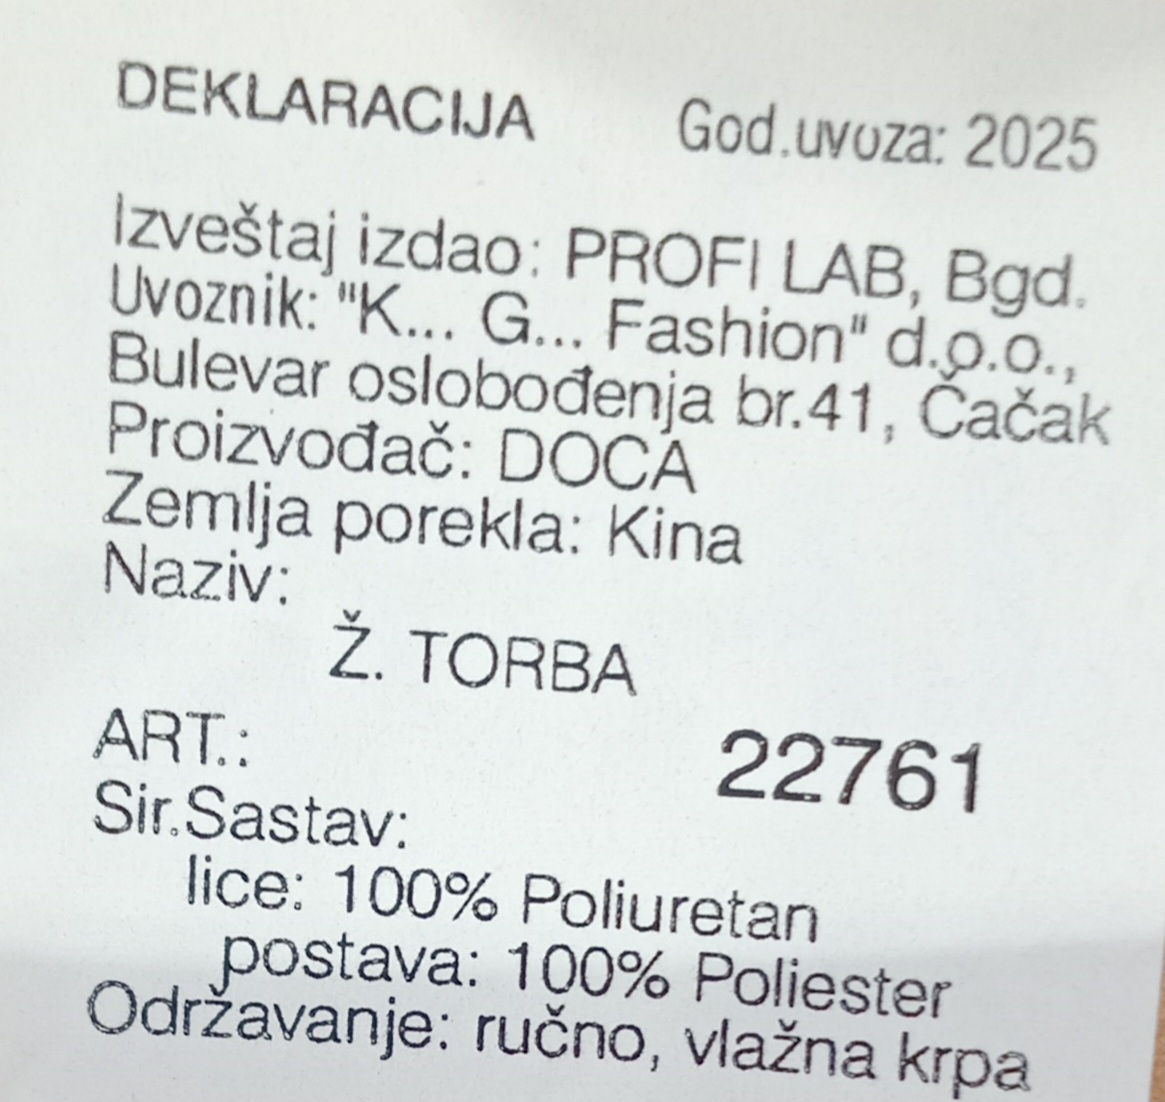 DEKLARACIJA God.uvoza: 2025
Izveštaj izdao: PROFI LAB, Bgd.
Uvoznik: "K... G... Fashion" d.o.o.,
Bulevar oslobođenja br.41, Čačak
Proizvođač: DOCA
Zemlja porekla: Kina
Naziv:
Ž. TORBA
ART.: 22761
Sir.Sastav:
lice: 100% Poliuretan
postava: 100% Poliester
Održavanje: ručno, vlažna krpa